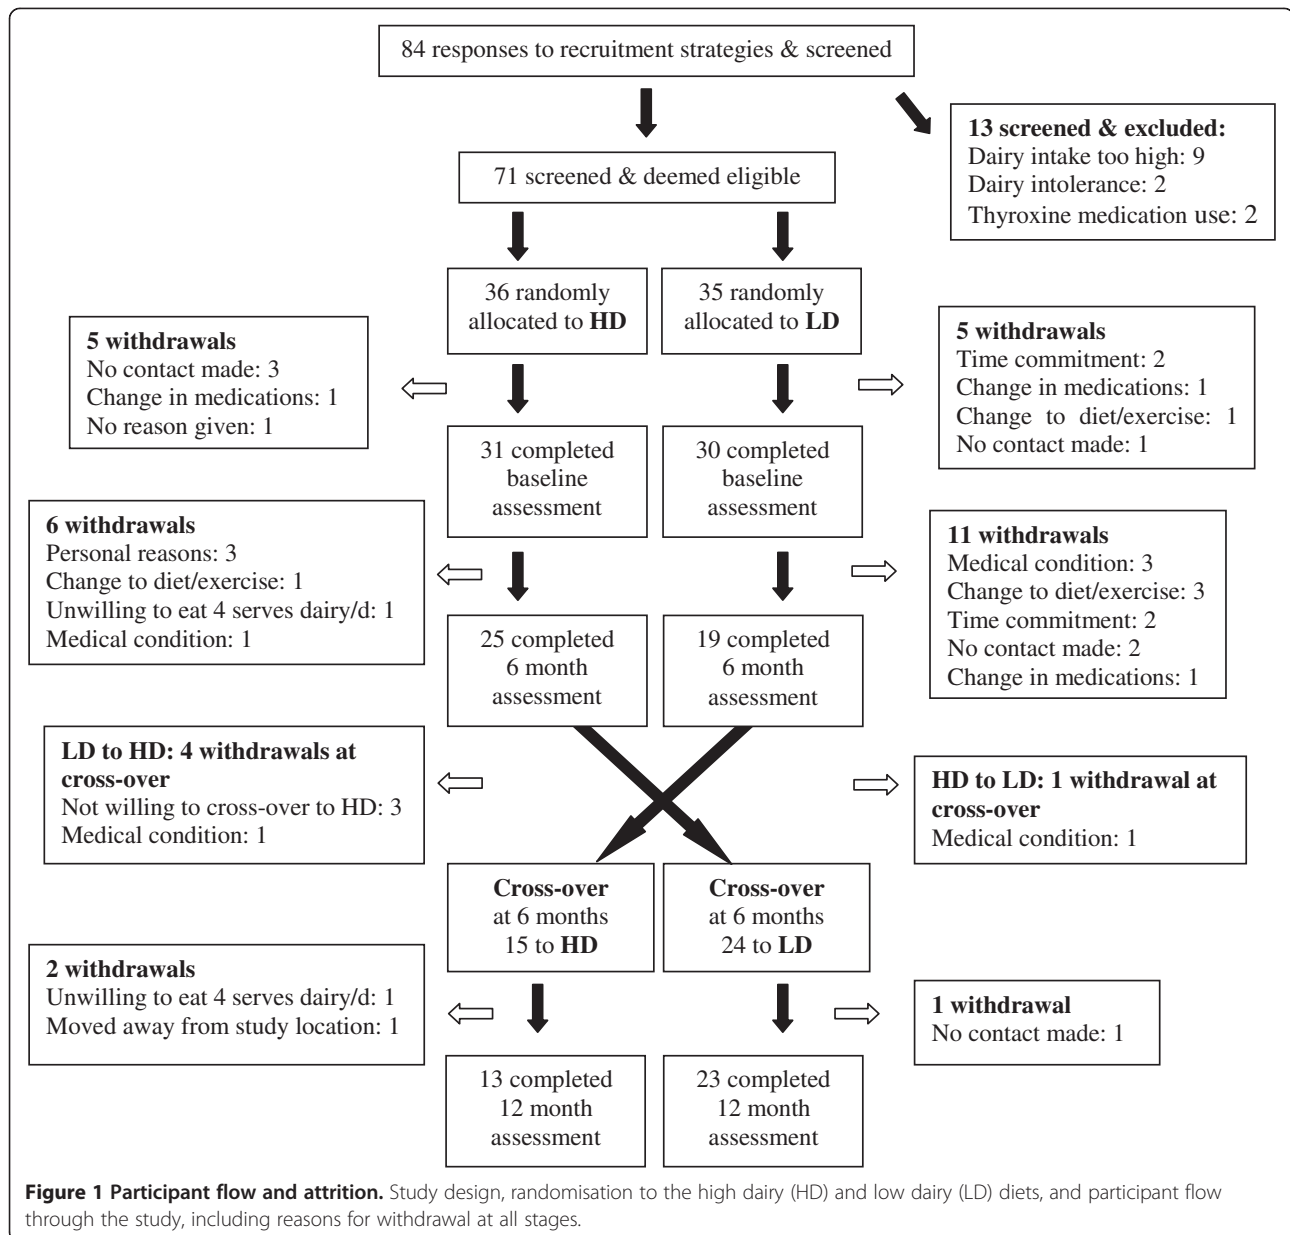 84 responses to recruitment strategies & screened
13 screened & excluded:
Dairy intake too high: 9
Dairy intolerance: 2
Thyroxine medication use: 2
71 screened & deemed eligible
36 randomly
allocated to HD
35 randomly
allocated to LD
5 withdrawals
No contact made: 3
Change in medications: 1
No reason given: 1
5 withdrawals
Time commitment: 2
Change in medications: 1
Change to diet/exercise: 1
No contact made: 1
31 completed
baseline
assessment
30 completed
baseline
assessment
6 withdrawals
Personal reasons: 3
Change to diet/exercise: 1
Unwilling to eat 4 serves dairy/d: 1
Medical condition: 1
11 withdrawals
Medical condition: 3
Change to diet/exercise: 3
Time commitment: 2
No contact made: 2
Change in medications: 1
25 completed
6 month
assessment
19 completed
6 month
assessment
LD to HD: 4 withdrawals at
cross-over
Not willing to cross-over to HD: 3
Medical condition: 1
HD to LD: 1 withdrawal at
cross-over
Medical condition: 1
Cross-over
at 6 months
15 to HD
Cross-over
at 6 months
24 to LD
2 withdrawals
Unwilling to eat 4 serves dairy/d: 1
Moved away from study location: 1
1 withdrawal
No contact made: 1
13 completed
12 month
assessment
23 completed
12 month
assessment
Figure 1 Participant flow and attrition. Study design, randomisation to the high dairy (HD) and low dairy (LD) diets, and participant flow
through the study, including reasons for withdrawal at all stages.